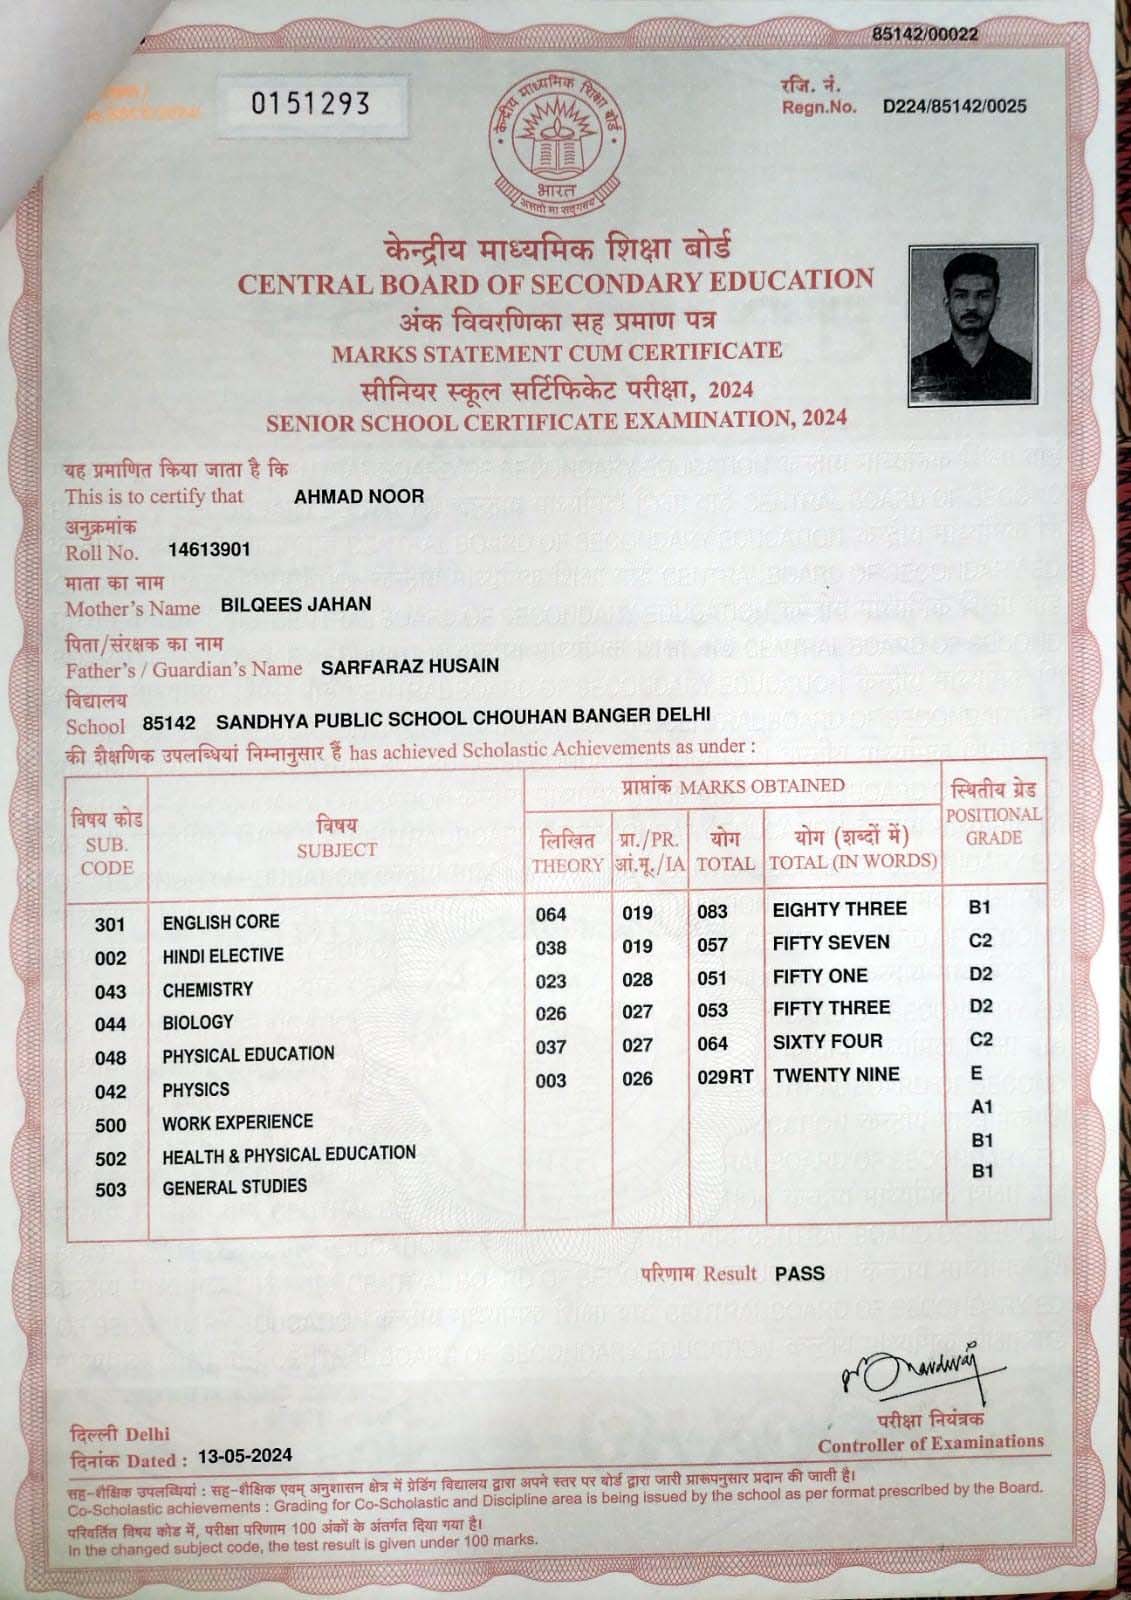 85142/00022
0151293
रजि. नं.
Regn.No. D224/85142/0025
केन्द्रीय माध्यमिक शिक्षा बोर्ड
भारत
असतो मा सद्गमय
केन्द्रीय माध्यमिक शिक्षा बोर्ड
CENTRAL BOARD OF SECONDARY EDUCATION
अंक विवरणिका सह प्रमाण पत्र
MARKS STATEMENT CUM CERTIFICATE
सीनियर स्कूल सर्टिफिकेट परीक्षा, 2024
SENIOR SCHOOL CERTIFICATE EXAMINATION, 2024
यह प्रमाणित किया जाता है कि
This is to certify that AHMAD NOOR
अनुक्रमांक
Roll No. 14613901
माता का नाम
Mother's Name BILQEES JAHAN
पिता/संरक्षक का नाम
Father's / Guardian's Name SARFARAZ HUSAIN
विद्यालय
School 85142 SANDHYA PUBLIC SCHOOL CHOUHAN BANGER DELHI
की शैक्षणिक उपलब्धियां निम्नानुसार हैं has achieved Scholastic Achievements as under :
विषय कोड SUB. CODE विषय SUBJECT प्राप्तांक MARKS OBTAINED स्थितीय ग्रेड POSITIONAL GRADE
लिखित THEORY प्रा./PR. आं.मू./IA योग TOTAL योग (शब्दों में) TOTAL (IN WORDS)
301 ENGLISH CORE 064 019 083 EIGHTY THREE B1
002 HINDI ELECTIVE 038 019 057 FIFTY SEVEN C2
043 CHEMISTRY 023 028 051 FIFTY ONE D2
044 BIOLOGY 026 027 053 FIFTY THREE D2
048 PHYSICAL EDUCATION 037 027 064 SIXTY FOUR C2
042 PHYSICS 003 026 029RT TWENTY NINE E
500 WORK EXPERIENCE A1
502 HEALTH & PHYSICAL EDUCATION B1
503 GENERAL STUDIES B1
परिणाम Result PASS
दिल्ली Delhi
दिनांक Dated : 13-05-2024
परीक्षा नियंत्रक
Controller of Examinations
सह-शैक्षिक उपलब्धियां : सह-शैक्षिक एवम् अनुशासन क्षेत्र में ग्रेडिंग विद्यालय द्वारा अपने स्तर पर बोर्ड द्वारा जारी प्रारूपनुसार प्रदान की जाती है।
Co-Scholastic achievements : Grading for Co-Scholastic and Discipline area is being issued by the school as per format prescribed by the Board.
परिवर्तित विषय कोड में, परीक्षा परिणाम 100 अंकों के अंतर्गत दिया गया है।
In the changed subject code, the test result is given under 100 marks.